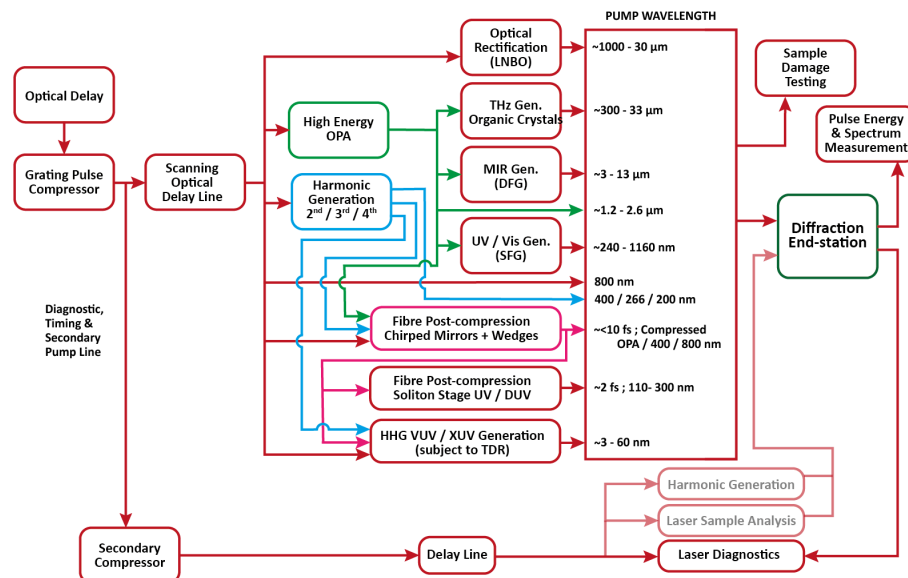 PUMP WAVELENGTH
Optical
Rectification
(LNBO)
~1000 - 30 µm
Sample
Damage
Testing
Optical Delay
High Energy
OPA
THz Gen.
Organic Crystals
~300 - 33 µm
Pulse Energy
& Spectrum
Measurement
Grating Pulse
Compressor
Scanning
Optical
Delay Line
Harmonic
Generation
2nd / 3rd / 4th
MIR Gen.
(DFG)
~3 - 13 µm
~1.2 - 2.6 µm
Diffraction
End-station
UV / Vis Gen.
(SFG)
~240 - 1160 nm
800 nm
400 / 266 / 200 nm
Diagnostic,
Timing &
Secondary
Pump Line
Fibre Post-compression
Chirped Mirrors + Wedges
~<10 fs ; Compressed
OPA / 400 / 800 nm
Fibre Post-compression
Soliton Stage UV / DUV
~2 fs ; 110- 300 nm
HHG VUV / XUV Generation
(subject to TDR)
~3 - 60 nm
Harmonic Generation
Laser Sample Analysis
Secondary
Compressor
Delay Line
Laser Diagnostics